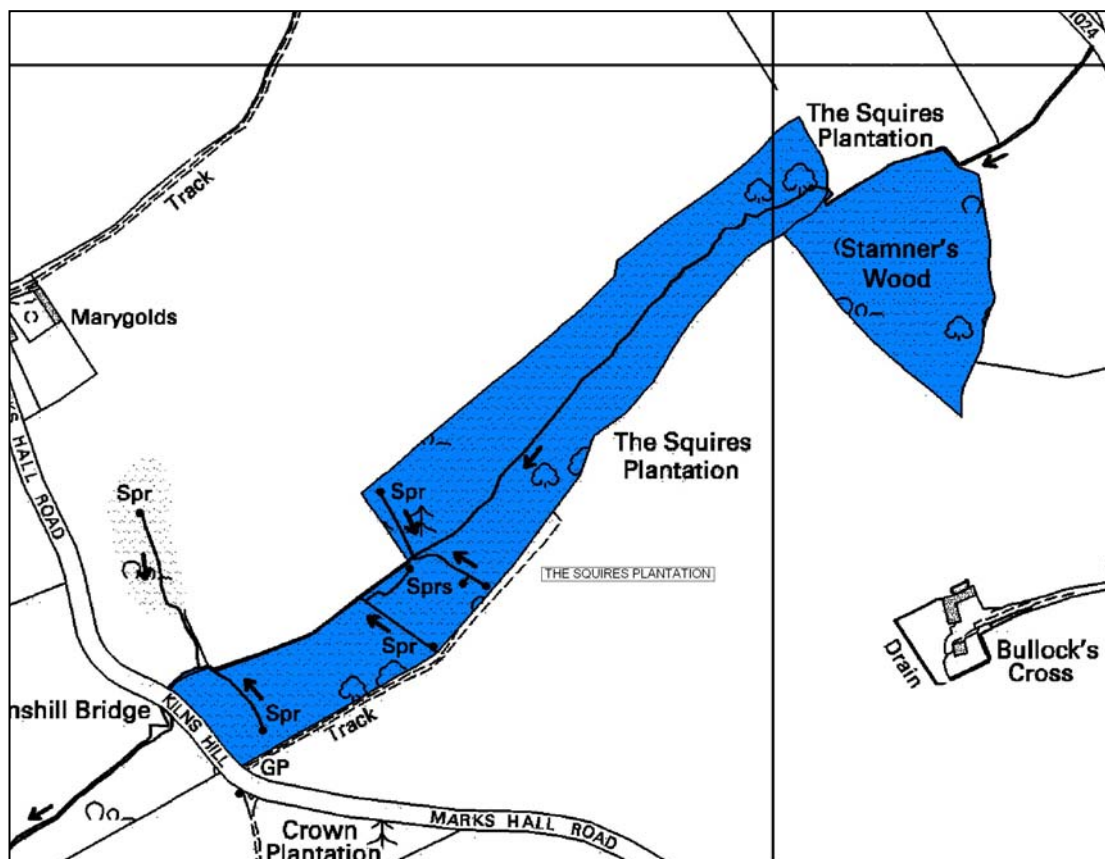 1024
The Squires
Plantation
Track
(Stamner's
Wood
Marygolds
KS HALL ROAD
The Squires
Plantation
Spr
Spr
THE SQUIRES PLANTATION
Sprs
Spr
Bullock's
Cross
Drain
nshill Bridge
Spr
KILNS HILL
Track
GP
MARKS HALL ROAD
Crown
Plantation